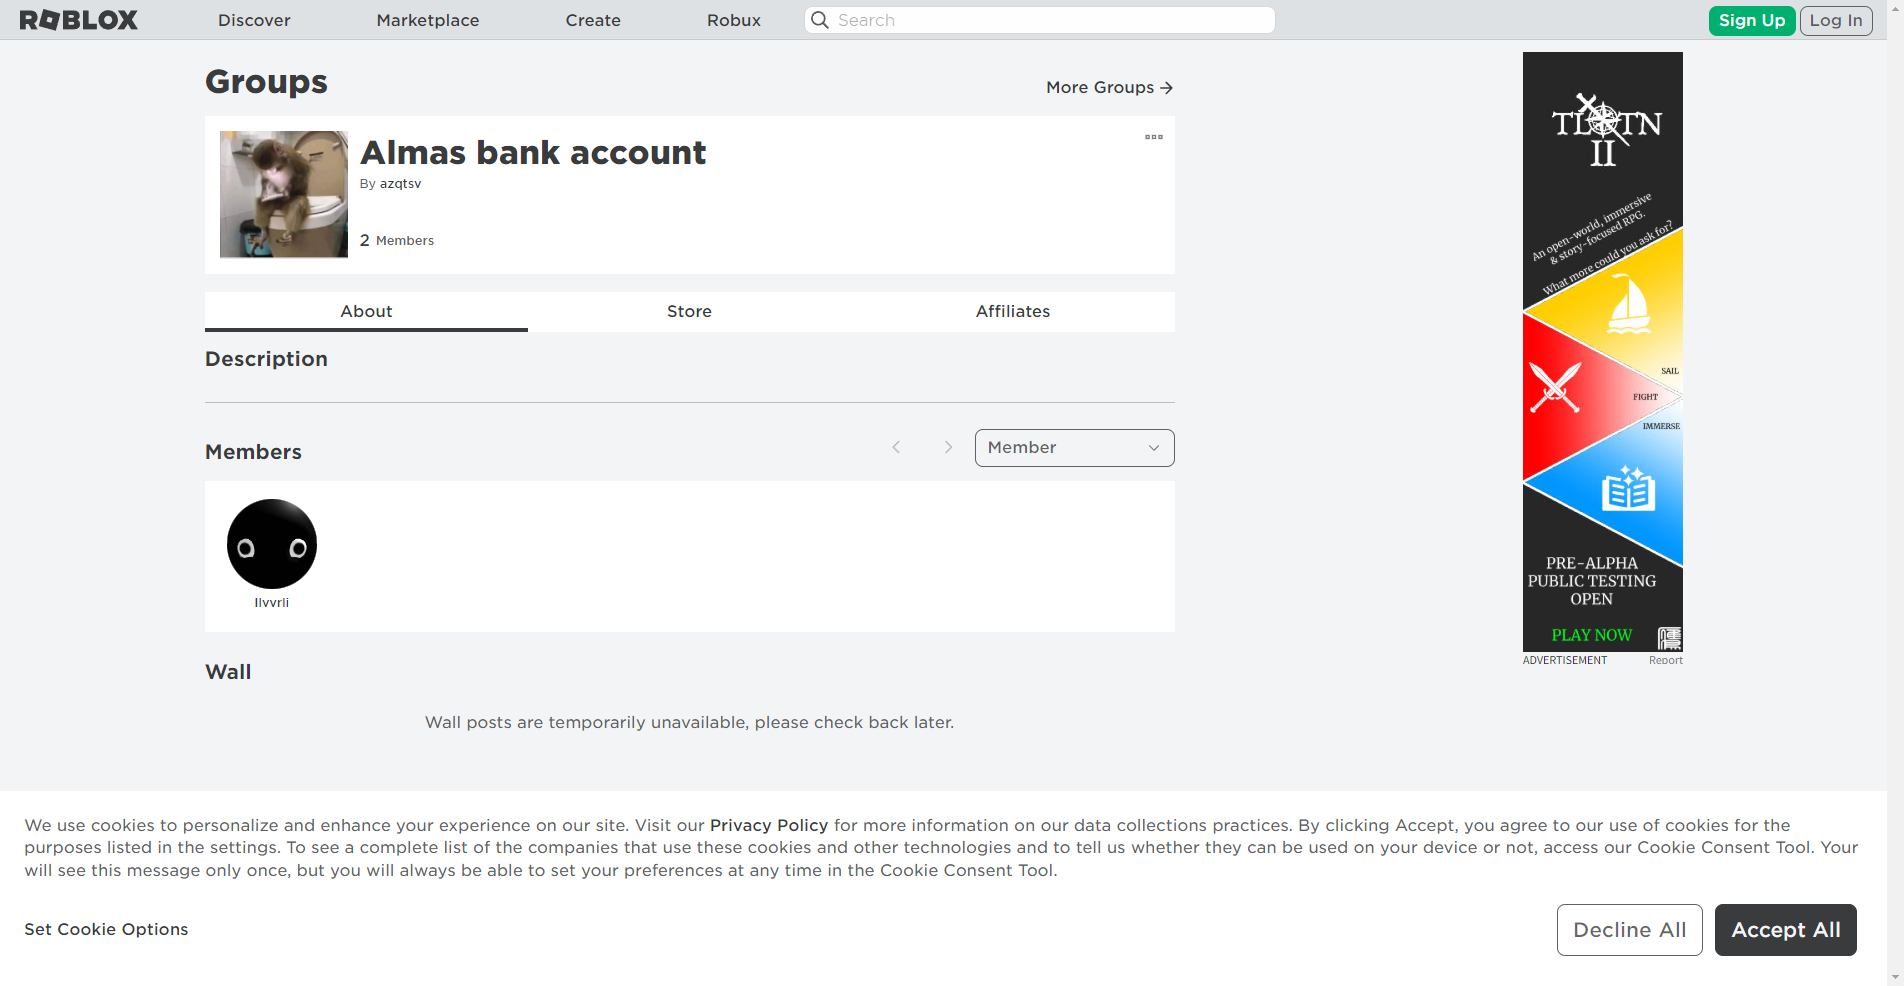 ROBLOX
Discover
Marketplace
Create
Robux
Search
Sign Up
Log In
Groups
More Groups
Almas bank account
By azqtsv
2 Members
About
Store
Affiliates
Description
Members
Member
Ilvvrli
Wall
Wall posts are temporarily unavailable, please check back later.
TLOTN
II
An open-world, immersive
& story-focused RPG.
What more could you ask for?
SAIL
FIGHT
IMMERSE
PRE-ALPHA
PUBLIC TESTING
OPEN
PLAY NOW
ADVERTISEMENT
Report
We use cookies to personalize and enhance your experience on our site. Visit our Privacy Policy for more information on our data collections practices. By clicking Accept, you agree to our use of cookies for the
purposes listed in the settings. To see a complete list of the companies that use these cookies and other technologies and to tell us whether they can be used on your device or not, access our Cookie Consent Tool. Your
will see this message only once, but you will always be able to set your preferences at any time in the Cookie Consent Tool.
Set Cookie Options
Decline All
Accept All